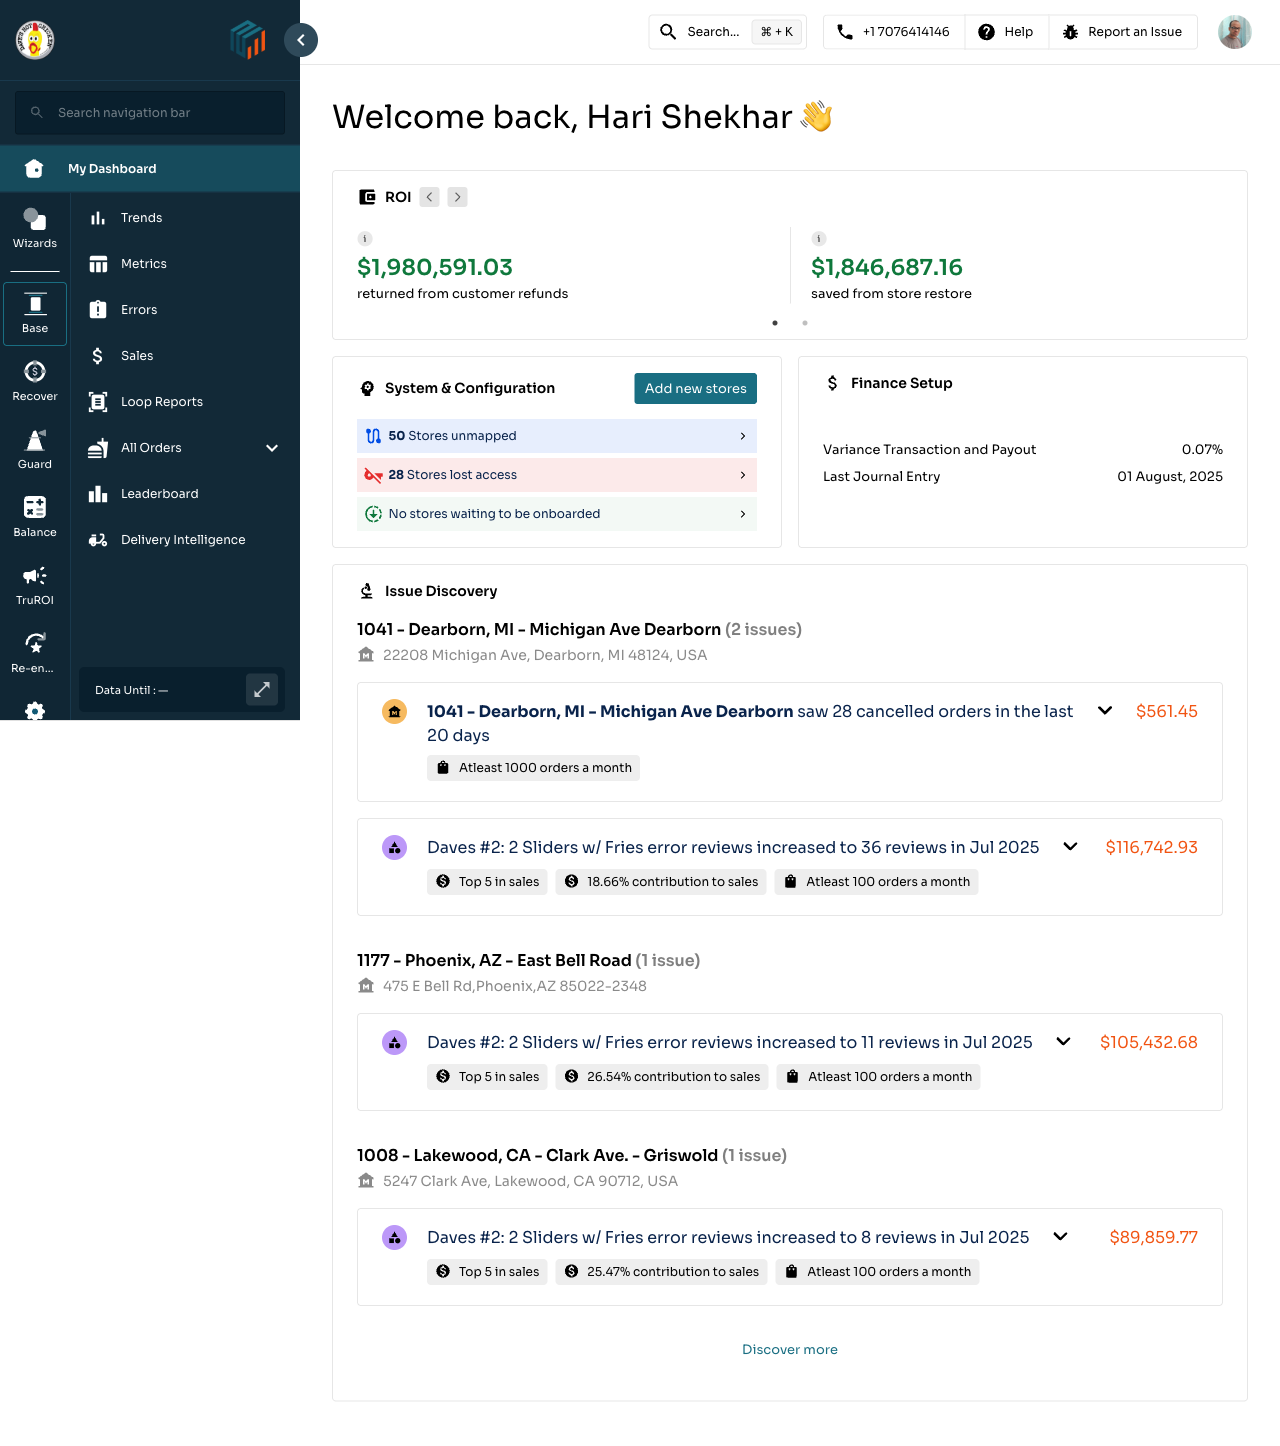 Search...
⌘ + K
+1 7076414146
Help
Report an Issue
Search navigation bar
My Dashboard
Wizards
Base
Recover
Guard
Balance
TruROI
Re-en...
Trends
Metrics
Errors
Sales
Loop Reports
All Orders
Leaderboard
Delivery Intelligence
Data Until : —
Welcome back, Hari Shekhar 👋
ROI
$1,980,591.03
returned from customer refunds
$1,846,687.16
saved from store restore
System & Configuration
Add new stores
50 Stores unmapped
28 Stores lost access
No stores waiting to be onboarded
Finance Setup
Variance Transaction and Payout 0.07%
Last Journal Entry 01 August, 2025
Issue Discovery
1041 - Dearborn, MI - Michigan Ave Dearborn (2 issues)
22208 Michigan Ave, Dearborn, MI 48124, USA
1041 - Dearborn, MI - Michigan Ave Dearborn saw 28 cancelled orders in the last
20 days
$561.45
Atleast 1000 orders a month
Daves #2: 2 Sliders w/ Fries error reviews increased to 36 reviews in Jul 2025 $116,742.93
Top 5 in sales 18.66% contribution to sales Atleast 100 orders a month
1177 - Phoenix, AZ - East Bell Road (1 issue)
475 E Bell Rd,Phoenix,AZ 85022-2348
Daves #2: 2 Sliders w/ Fries error reviews increased to 11 reviews in Jul 2025 $105,432.68
Top 5 in sales 26.54% contribution to sales Atleast 100 orders a month
1008 - Lakewood, CA - Clark Ave. - Griswold (1 issue)
5247 Clark Ave, Lakewood, CA 90712, USA
Daves #2: 2 Sliders w/ Fries error reviews increased to 8 reviews in Jul 2025 $89,859.77
Top 5 in sales 25.47% contribution to sales Atleast 100 orders a month
Discover more